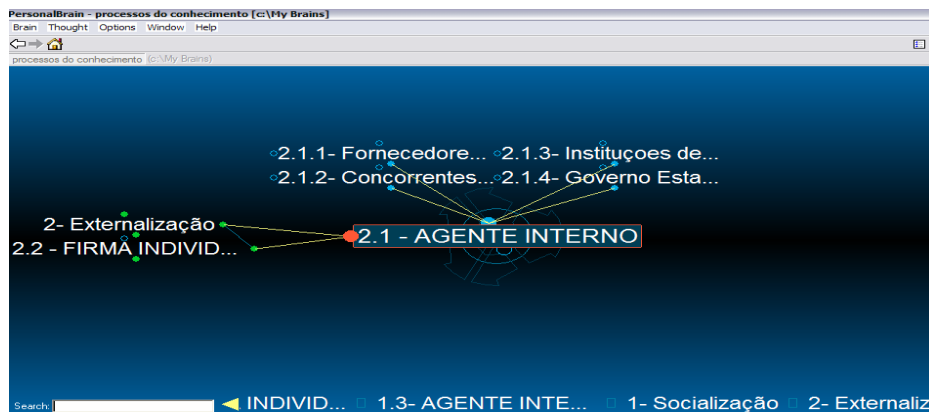 PersonalBrain - processos do conhecimento [c:\My Brains]
Brain Thought Options Window Help
processos do conhecimento (c:\My Brains)
2.1.1- Fornecedore... 2.1.3- Instituçoes de...
2.1.2- Concorrentes... 2.1.4- Governo Esta...
2- Externalização
2.1 - AGENTE INTERNO
2.2 - FIRMA INDIVID...
Search: INDIVID... 1.3- AGENTE INTE... 1- Socialização 2- Externaliz